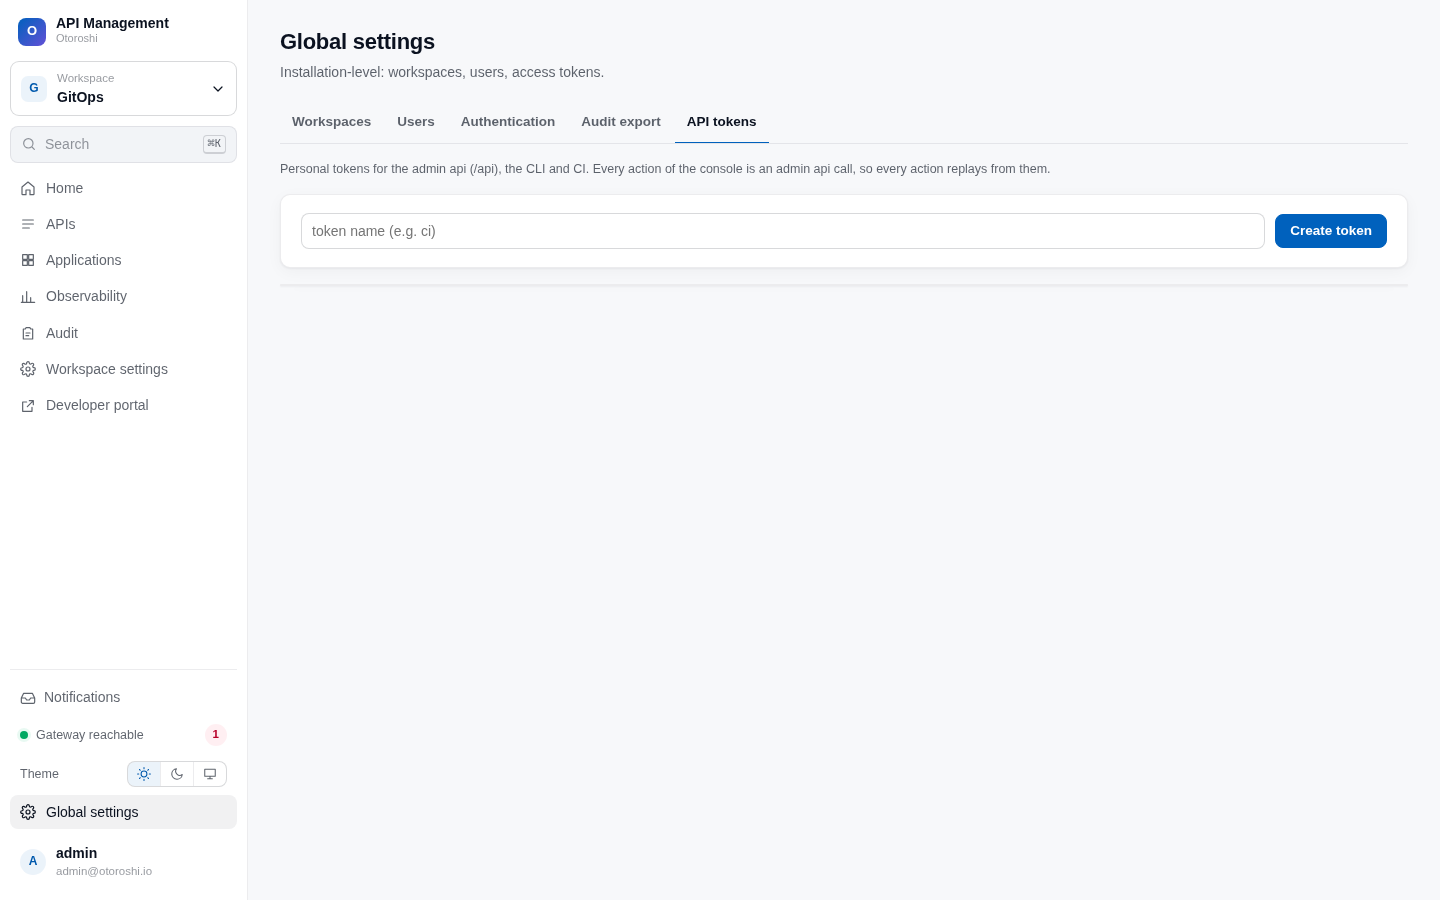 API Management
Otoroshi
G
Workspace
GitOps
Search
⌘K
Home
APIs
Applications
Observability
Audit
Workspace settings
Developer portal
Notifications
Gateway reachable
1
Theme
Global settings
A
admin
admin@otoroshi.io
O
Global settings
Installation-level: workspaces, users, access tokens.
Workspaces Users Authentication Audit export API tokens
Personal tokens for the admin api (/api), the CLI and CI. Every action of the console is an admin api call, so every action replays from them.
token name (e.g. ci)
Create token